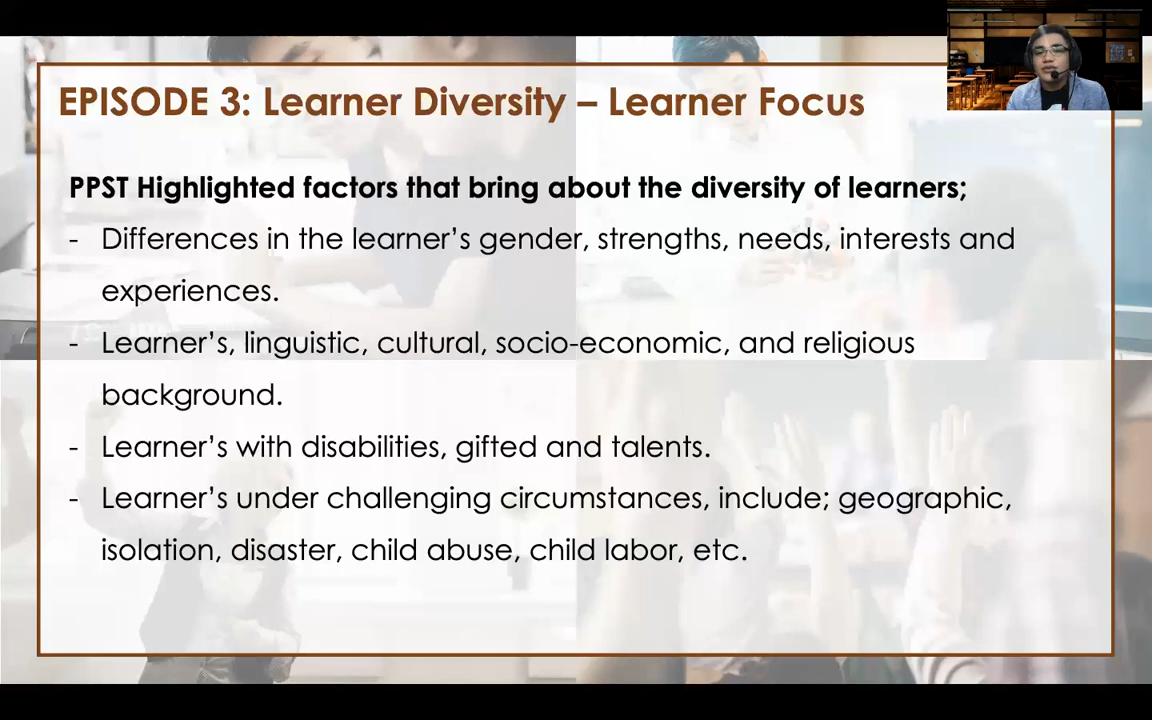 EPISODE 3: Learner Diversity – Learner Focus
PPST Highlighted factors that bring about the diversity of learners;
- Differences in the learner’s gender, strengths, needs, interests and
experiences.
- Learner’s, linguistic, cultural, socio-economic, and religious
background.
- Learner’s with disabilities, gifted and talents.
- Learner’s under challenging circumstances, include; geographic,
isolation, disaster, child abuse, child labor, etc.